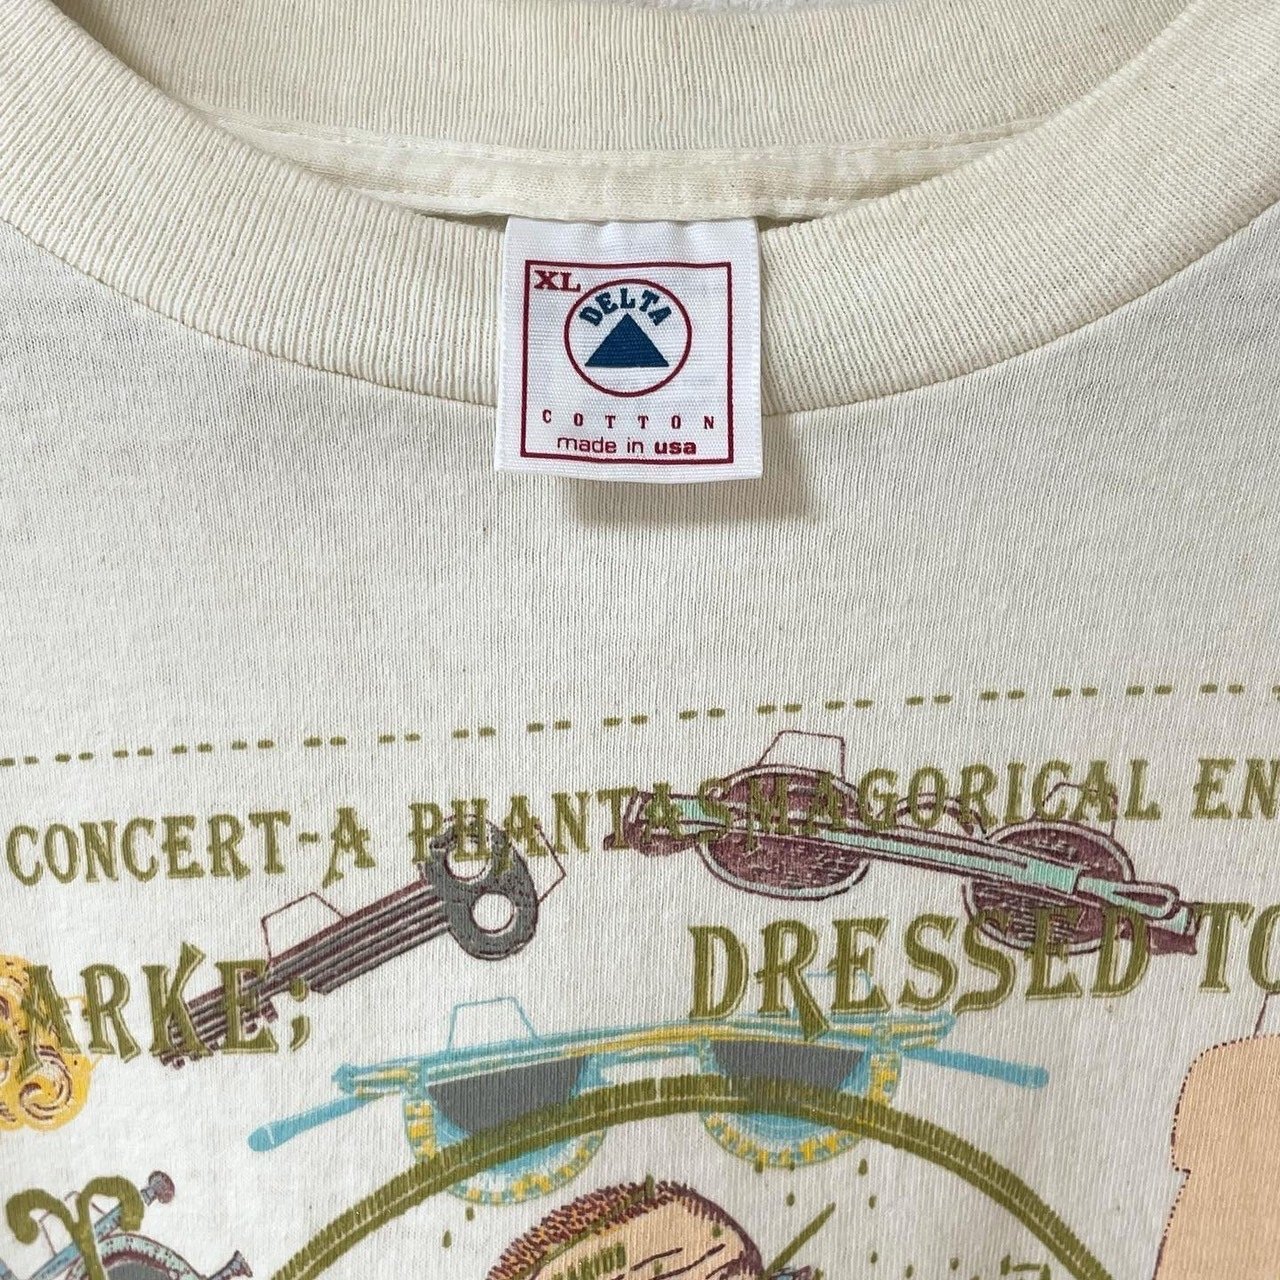 XL
DELTA
COTTON
made in usa
CONCERT-A PHANTASMAGORICAL EN
ARKE; DRESSED TO